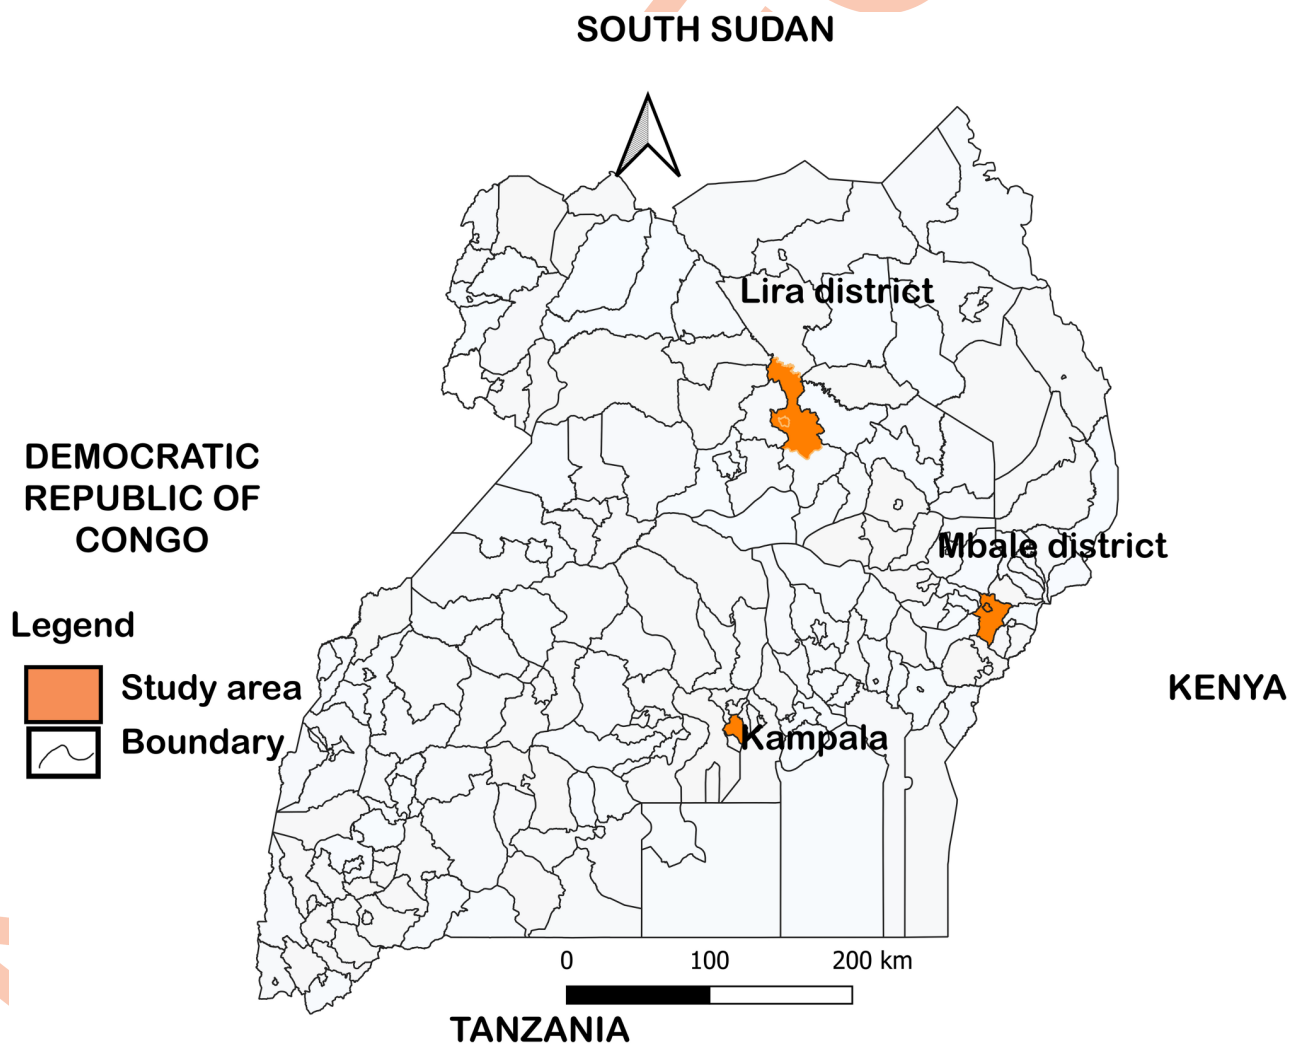 SOUTH SUDAN
Lira district
DEMOCRATIC
REPUBLIC OF
CONGO
Mbale district
Legend
Study area
Boundary
KENYA
Kampala
0 100 200 km
TANZANIA